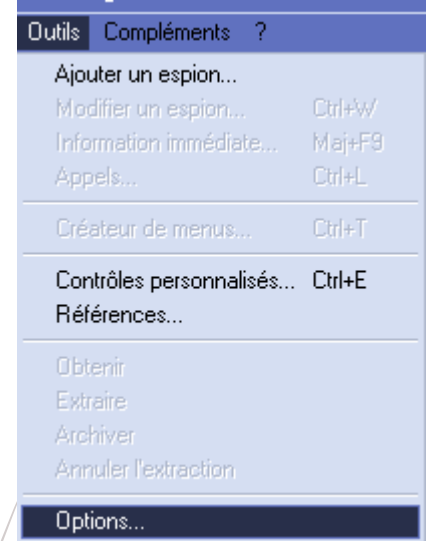 Outils Compléments ?
Ajouter un espion...
Modifier un espion... Ctrl+W
Information immédiate... Maj+F9
Appels... Ctrl+L
Créateur de menus... Ctrl+T
Contrôles personnalisés... Ctrl+E
Références...
Obtenir
Extraire
Archiver
Annuler l'extraction
Options...